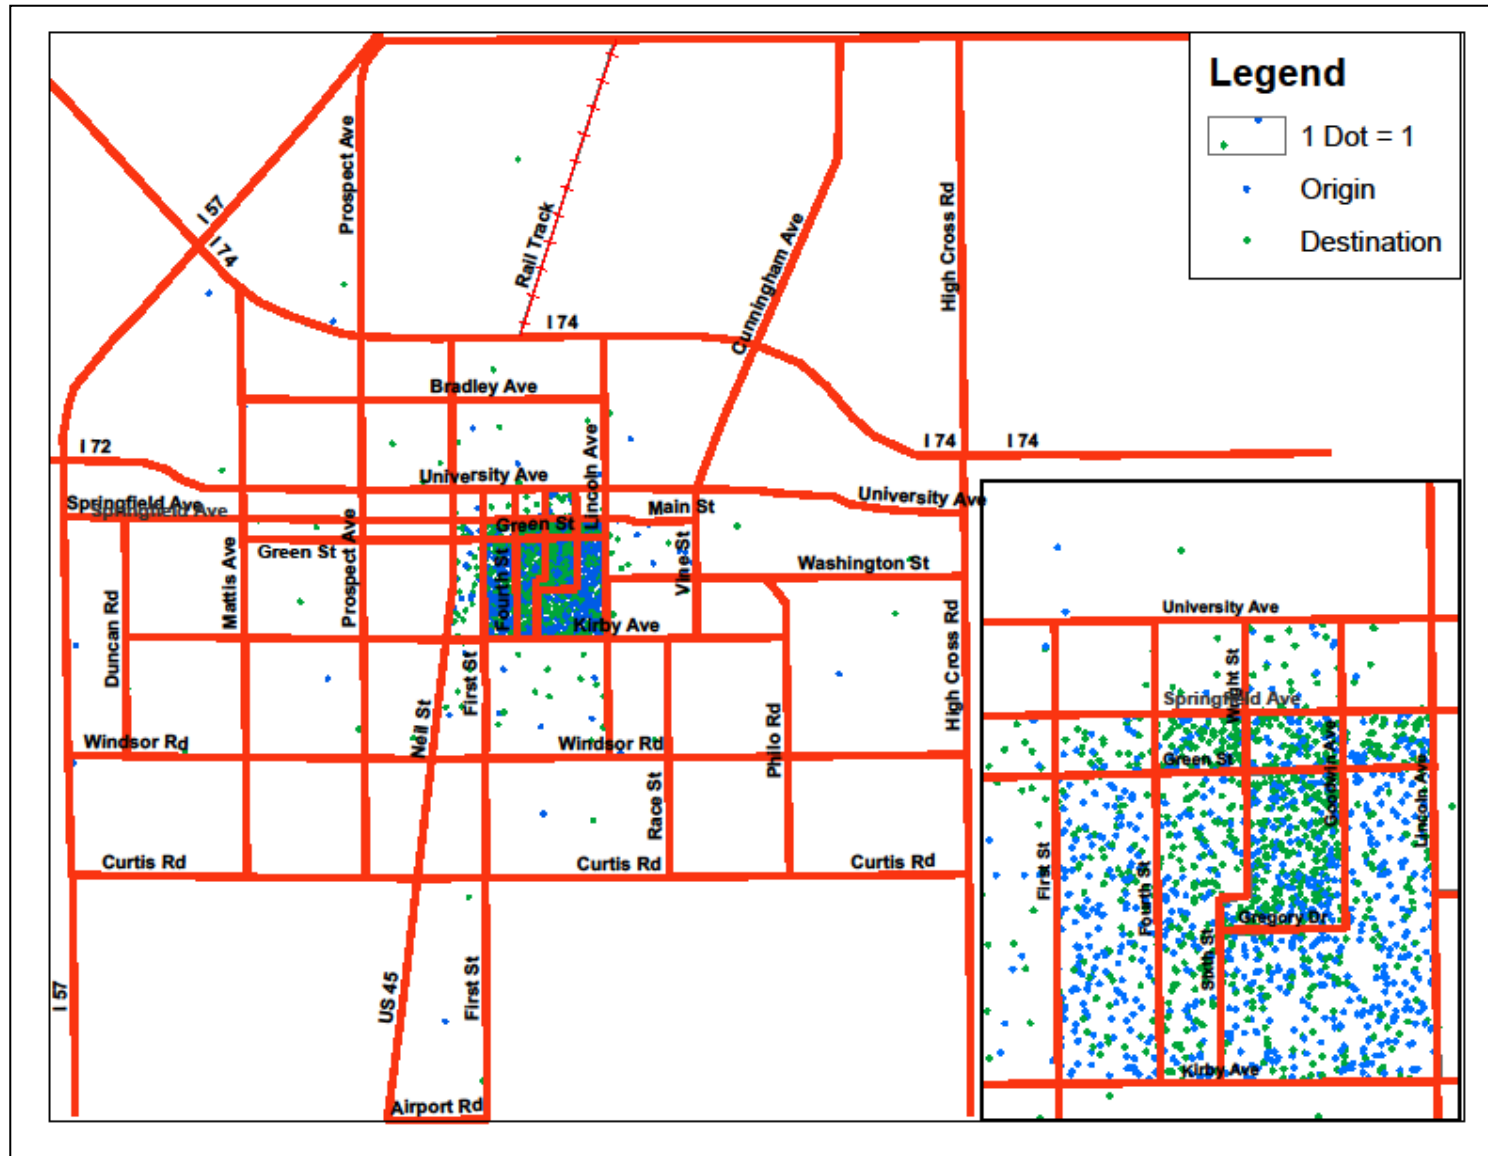 Legend
1 Dot = 1
Origin
Destination
Prospect Ave
I 57
I 74
Rail Track
Cunningham Ave
High Cross Rd
I 74
Bradley Ave
I 72
Lincoln Ave
I 74
I 74
University Ave
University Ave
Springfield Ave
Springfield Ave
Main St
Green St
Green St
Mattis Ave
Prospect Ave
Fourth St
Vine St
Washington St
Duncan Rd
Kirby Ave
First St
High Cross Rd
Neil St
Windsor Rd
Windsor Rd
Philo Rd
Race St
Curtis Rd
Curtis Rd
Curtis Rd
I 57
US 45
First St
Airport Rd
University Ave
Wright St
Springfield Ave
Green St
Goodwin Ave
Lincoln Ave
First St
Fourth St
Gregory Dr
Sixth St
Kirby Ave